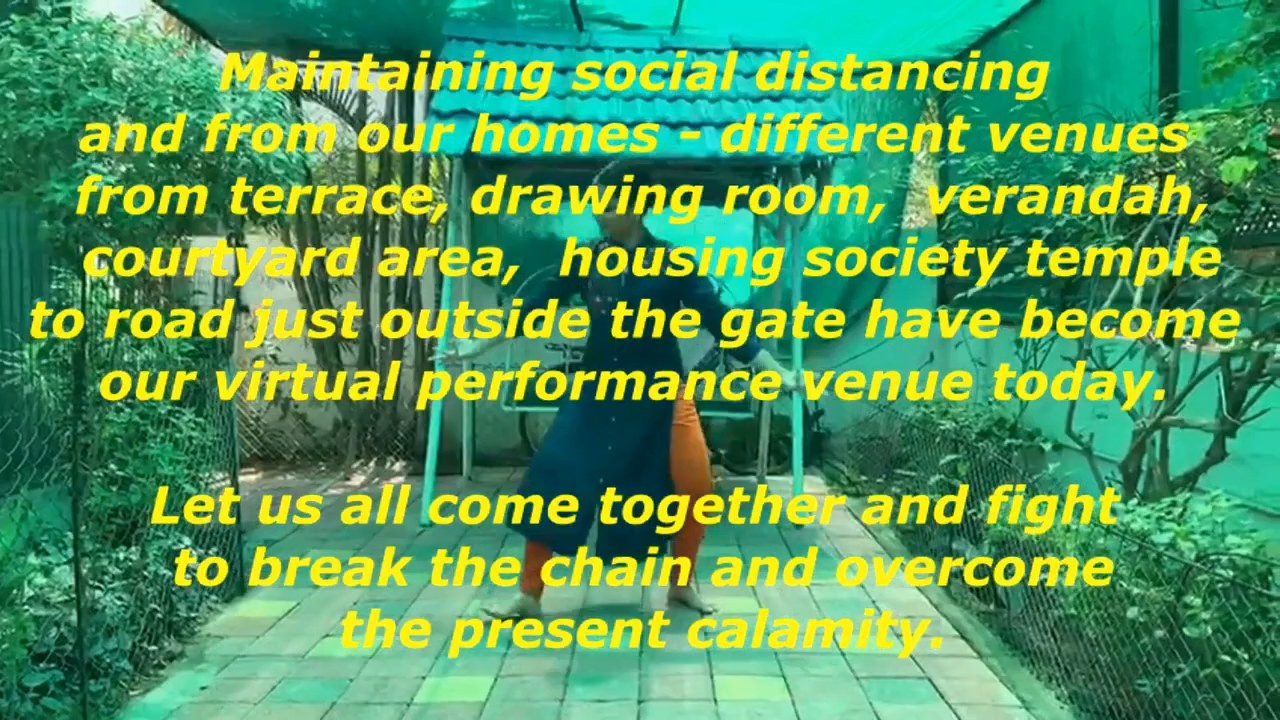 Maintaining social distancing
and from our homes - different venues
from terrace, drawing room, verandah,
courtyard area, housing society temple
to road just outside the gate have become
our virtual performance venue today.
Let us all come together and fight
to break the chain and overcome
the present calamity.